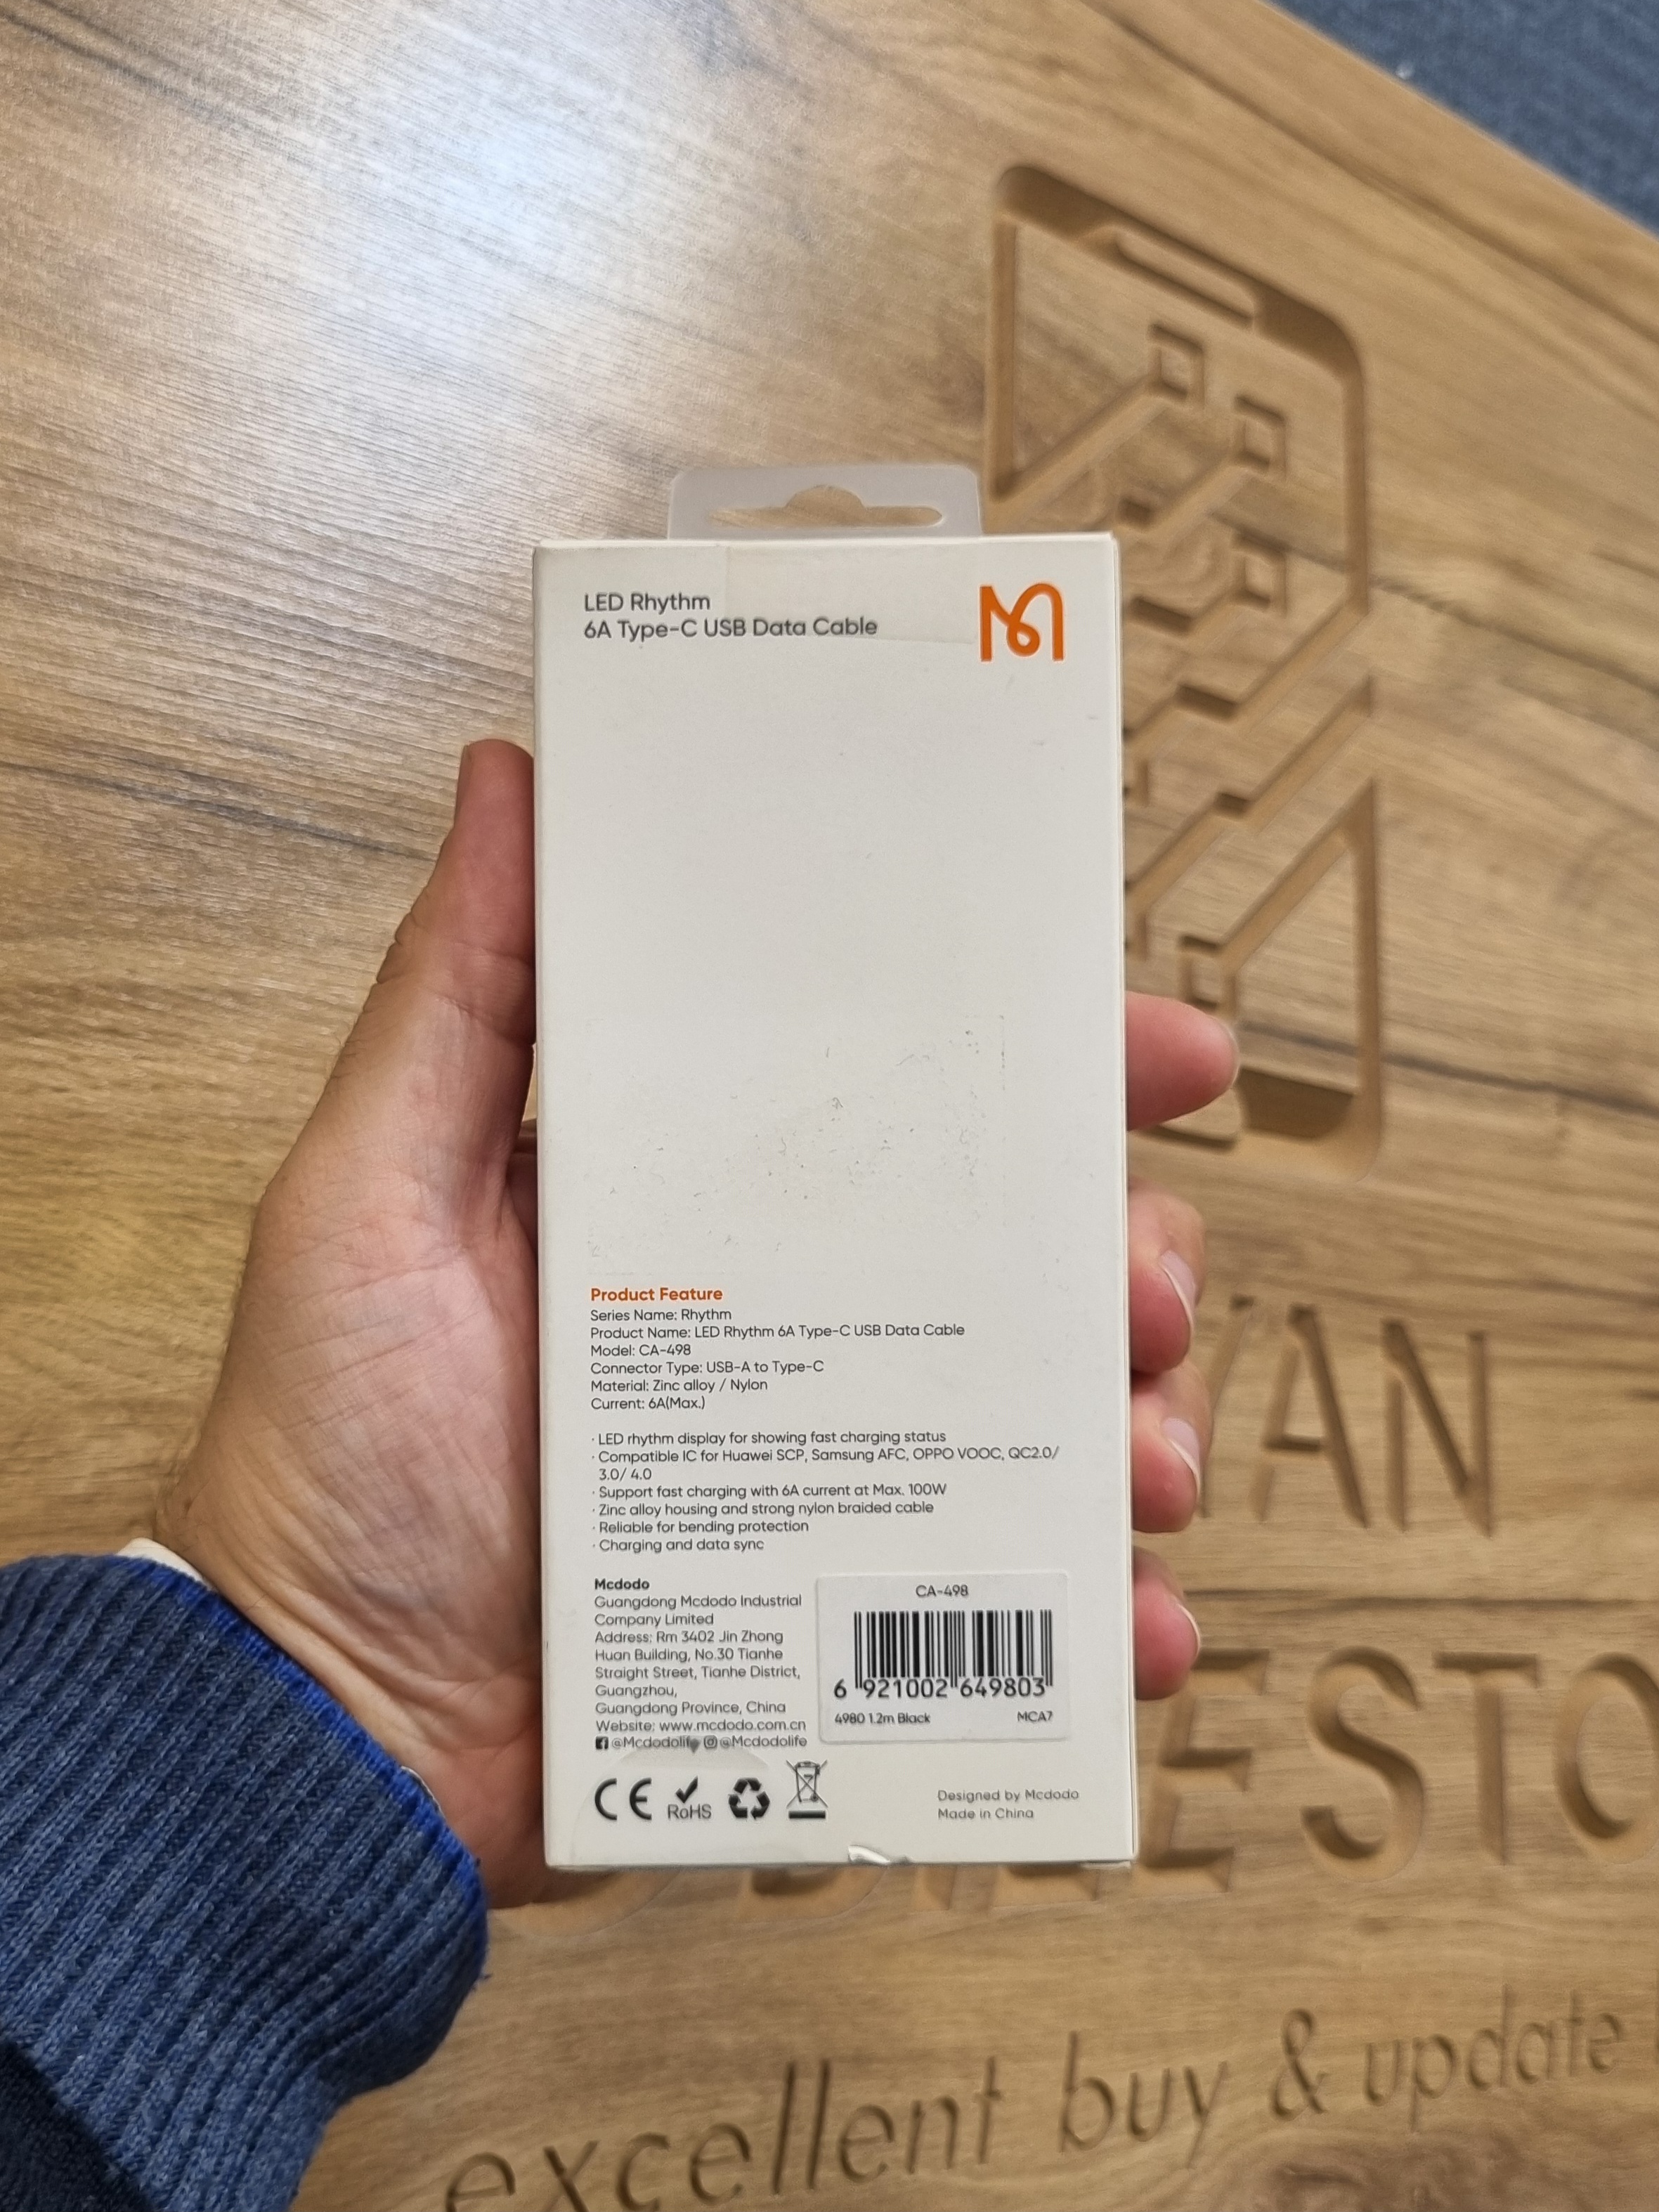 LED Rhythm
6A Type-C USB Data Cable
Product Feature
Series Name: Rhythm
Product Name: LED Rhythm 6A Type-C USB Data Cable
Model: CA-498
Connector Type: USB-A to Type-C
Material: Zinc alloy / Nylon
Current: 6A(Max.)
· LED rhythm display for showing fast charging status
· Compatible IC for Huawei SCP, Samsung AFC, OPPO VOOC, QC2.0/
3.0/ 4.0
· Support fast charging with 6A current at Max. 100W
· Zinc alloy housing and strong nylon braided cable
· Reliable for bending protection
· Charging and data sync
Mcdodo
Guangdong Mcdodo Industrial
Company Limited
Address: Rm 3402 Jin Zhong
Huan Building, No.30 Tianhe
Straight Street, Tianhe District,
Guangzhou,
Guangdong Province, China
Website: www.mcdodo.com.cn
@Mcdodolife @Mcdodolife
CA-498
6 921002 649803
4980 1.2m Black MCA7
CE RoHS
Designed by Mcdodo
Made in China
excellent buy & update